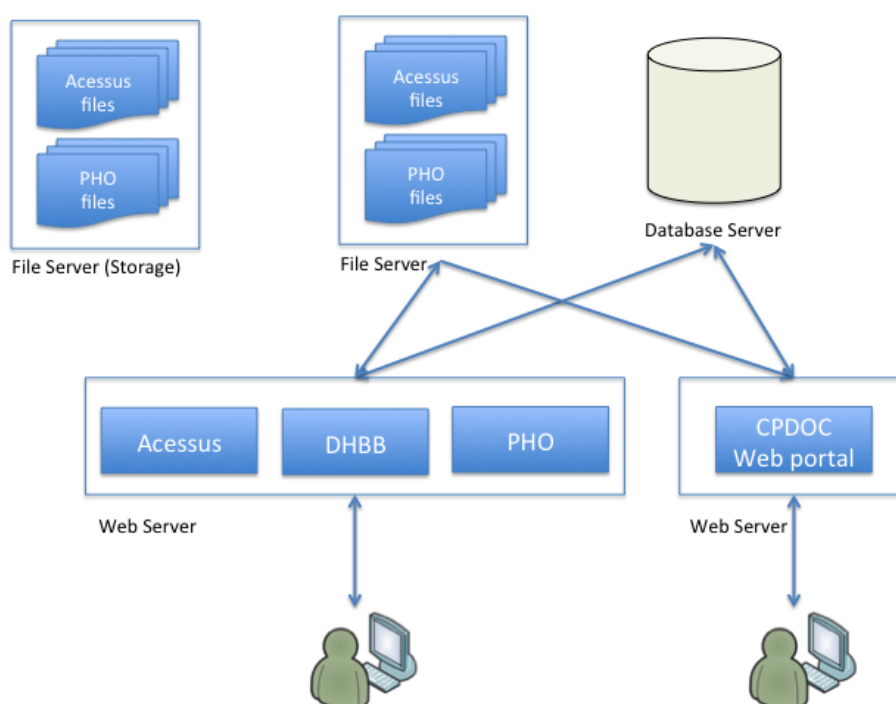 Acessus
files
PHO
files
File Server (Storage)
Acessus
files
PHO
files
File Server
Database Server
Acessus
DHBB
PHO
Web Server
CPDOC
Web portal
Web Server